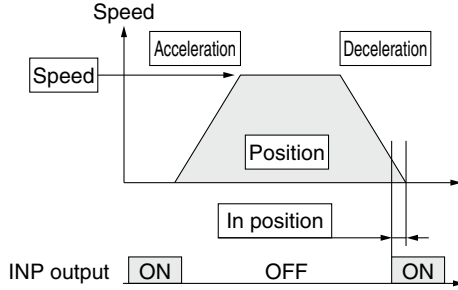 Speed
Acceleration
Deceleration
Speed
Position
In position
INP output
ON
OFF
ON